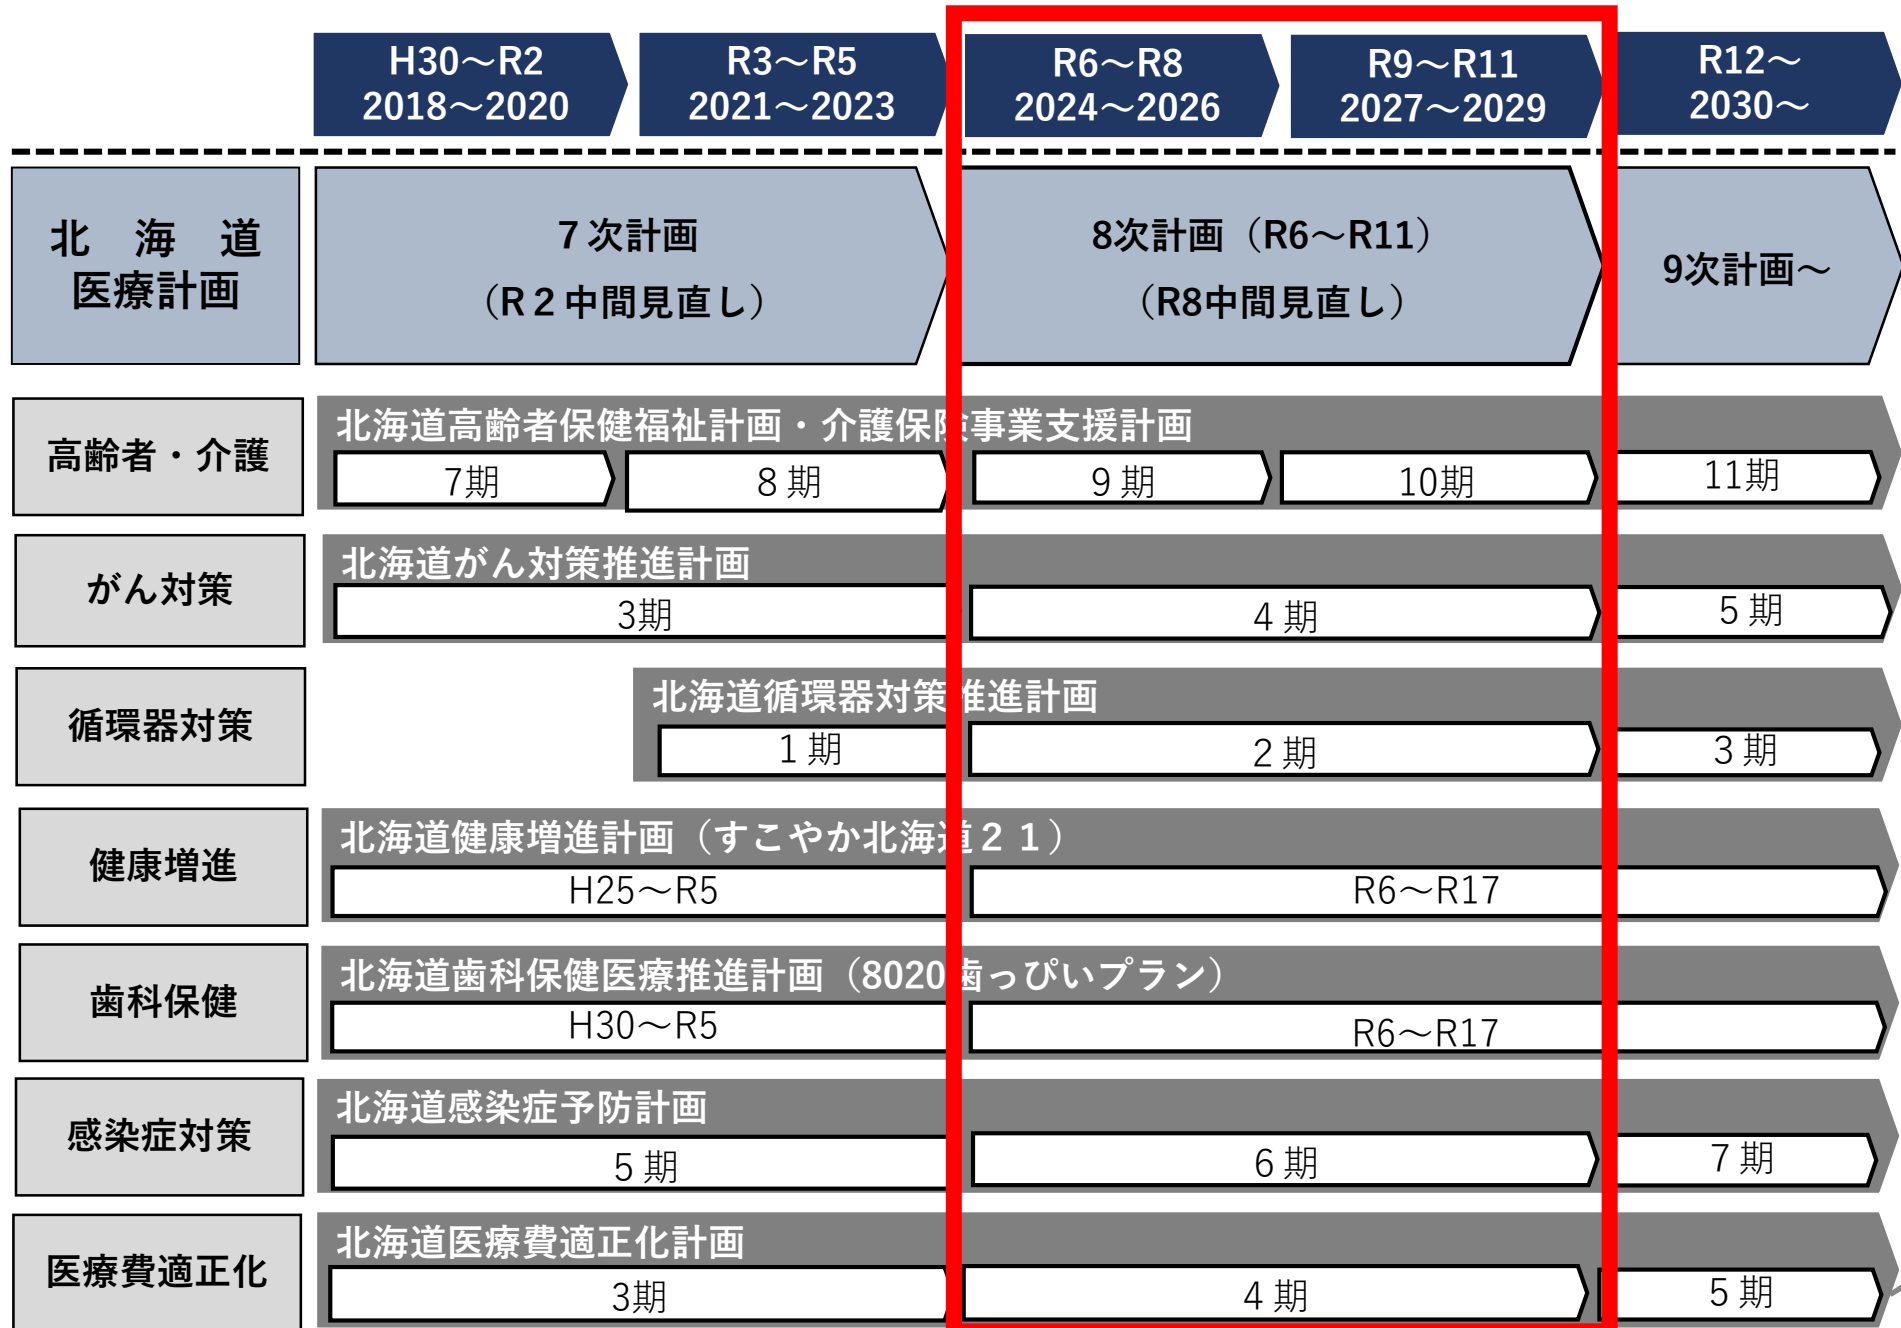 H30～R2
2018～2020
R3～R5
2021～2023
R6～R8
2024～2026
R9～R11
2027～2029
R12～
2030～
北　海　道
医療計画
７次計画
（R２中間見直し）
8次計画（R6～R11）
（R8中間見直し）
9次計画～
高齢者・介護
北海道高齢者保健福祉計画・介護保険事業支援計画
7期
８期
９期
10期
11期
がん対策
北海道がん対策推進計画
3期
４期
５期
循環器対策
北海道循環器対策推進計画
１期
２期
３期
健康増進
北海道健康増進計画（すこやか北海道２１）
H25～R5
R6～R17
歯科保健
北海道歯科保健医療推進計画（8020歯っぴいプラン）
H30～R5
R6～R17
感染症対策
北海道感染症予防計画
５期
６期
７期
医療費適正化
北海道医療費適正化計画
3期
４期
５期